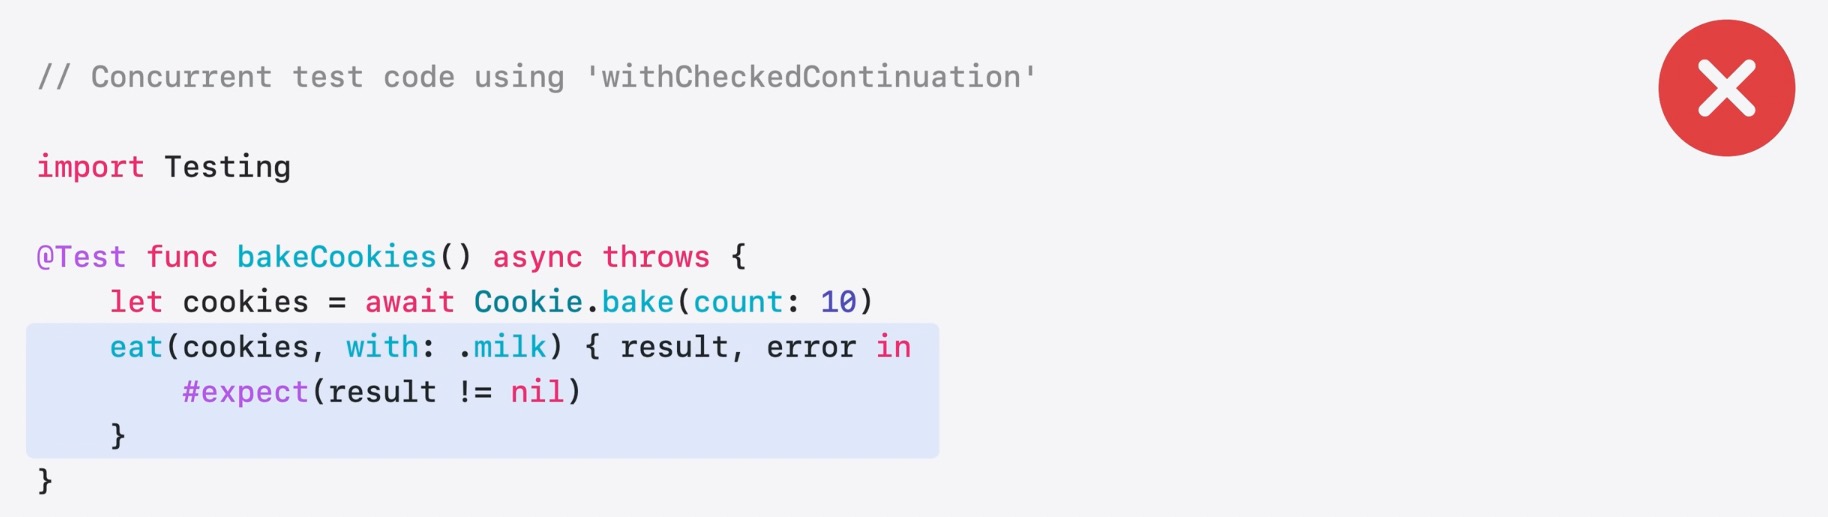 // Concurrent test code using 'withCheckedContinuation'
import Testing
@Test func bakeCookies() async throws {
    let cookies = await Cookie.bake(count: 10)
    eat(cookies, with: .milk) { result, error in
        #expect(result != nil)
    }
}